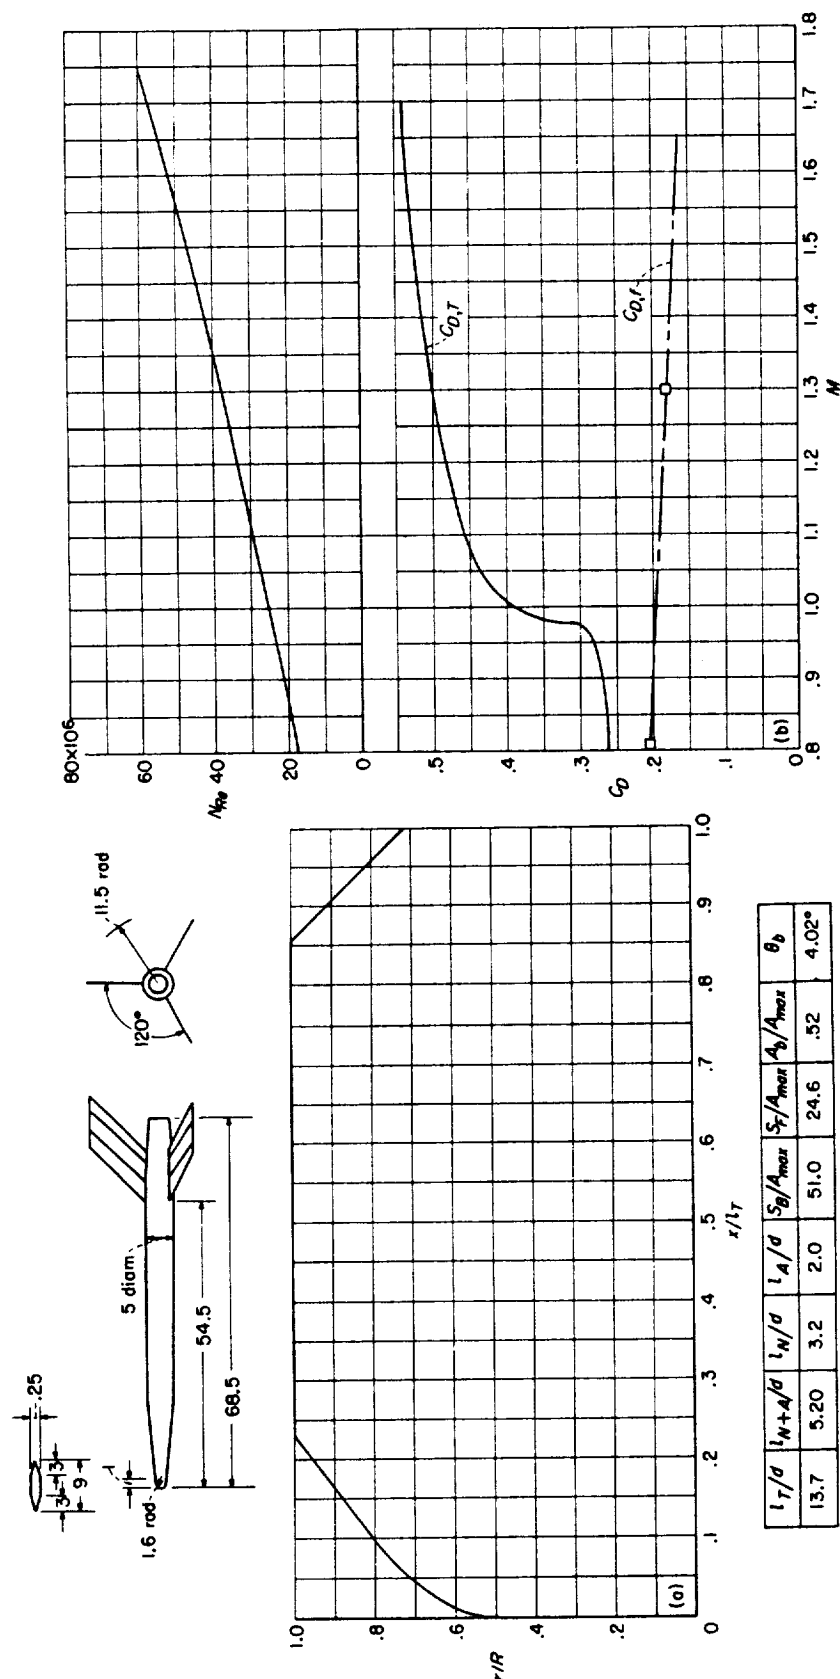 .25
3 3
9
1
1.6 rad
5 diam
54.5
68.5
120°
11.5 rad
1.0
.8
.6
.4
.2
0
r/R
(a)
0 .1 .2 .3 .4 .5 .6 .7 .8 .9 1.0
x/l_T
l_T/d l_N+A/d l_N/d l_A/d S_B/A_max S_F/A_max A_b/A_max θ_b
13.7 5.20 3.2 2.0 51.0 24.6 .52 4.02°
80×10⁶
60
N_Re 40
20
0
.5
.4
.3
C_D
.2
.1
0
C_D,T
C_D,f
(b)
.8 .9 1.0 1.1 1.2 1.3 1.4 1.5 1.6 1.7 1.8
M